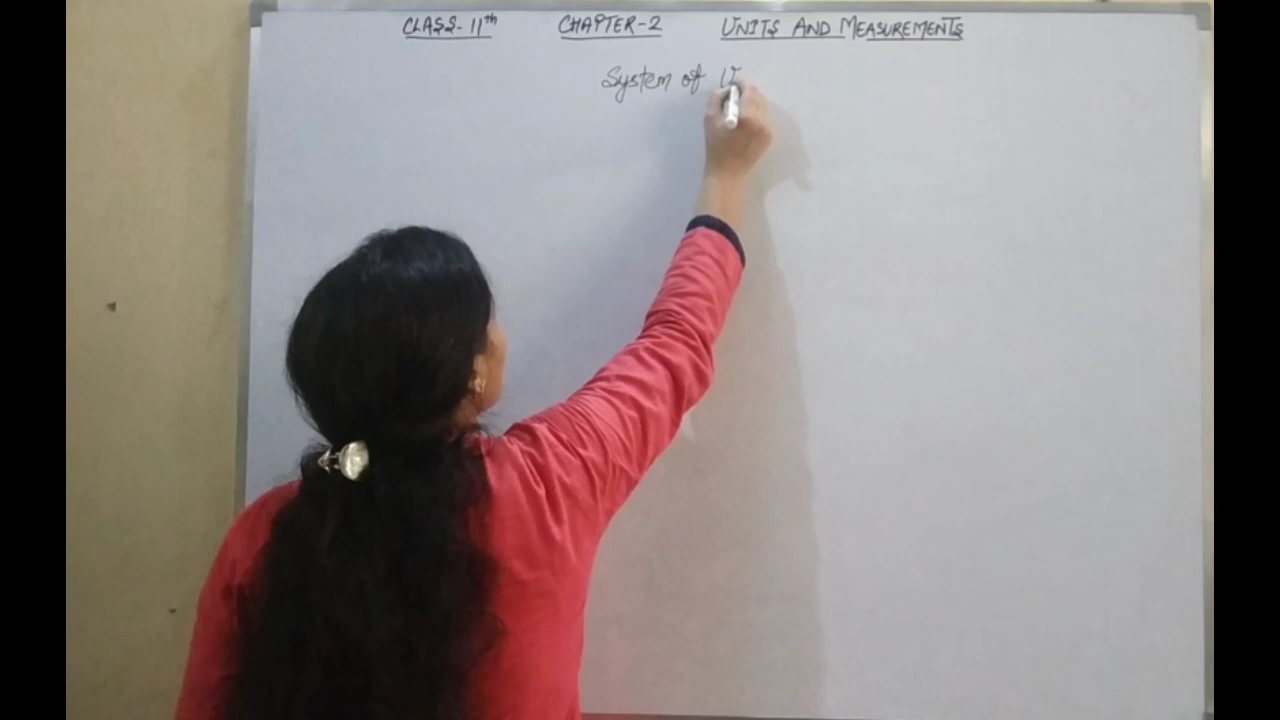 CLASS-11th CHAPTER-2 UNITS AND MEASUREMENTS
System of U